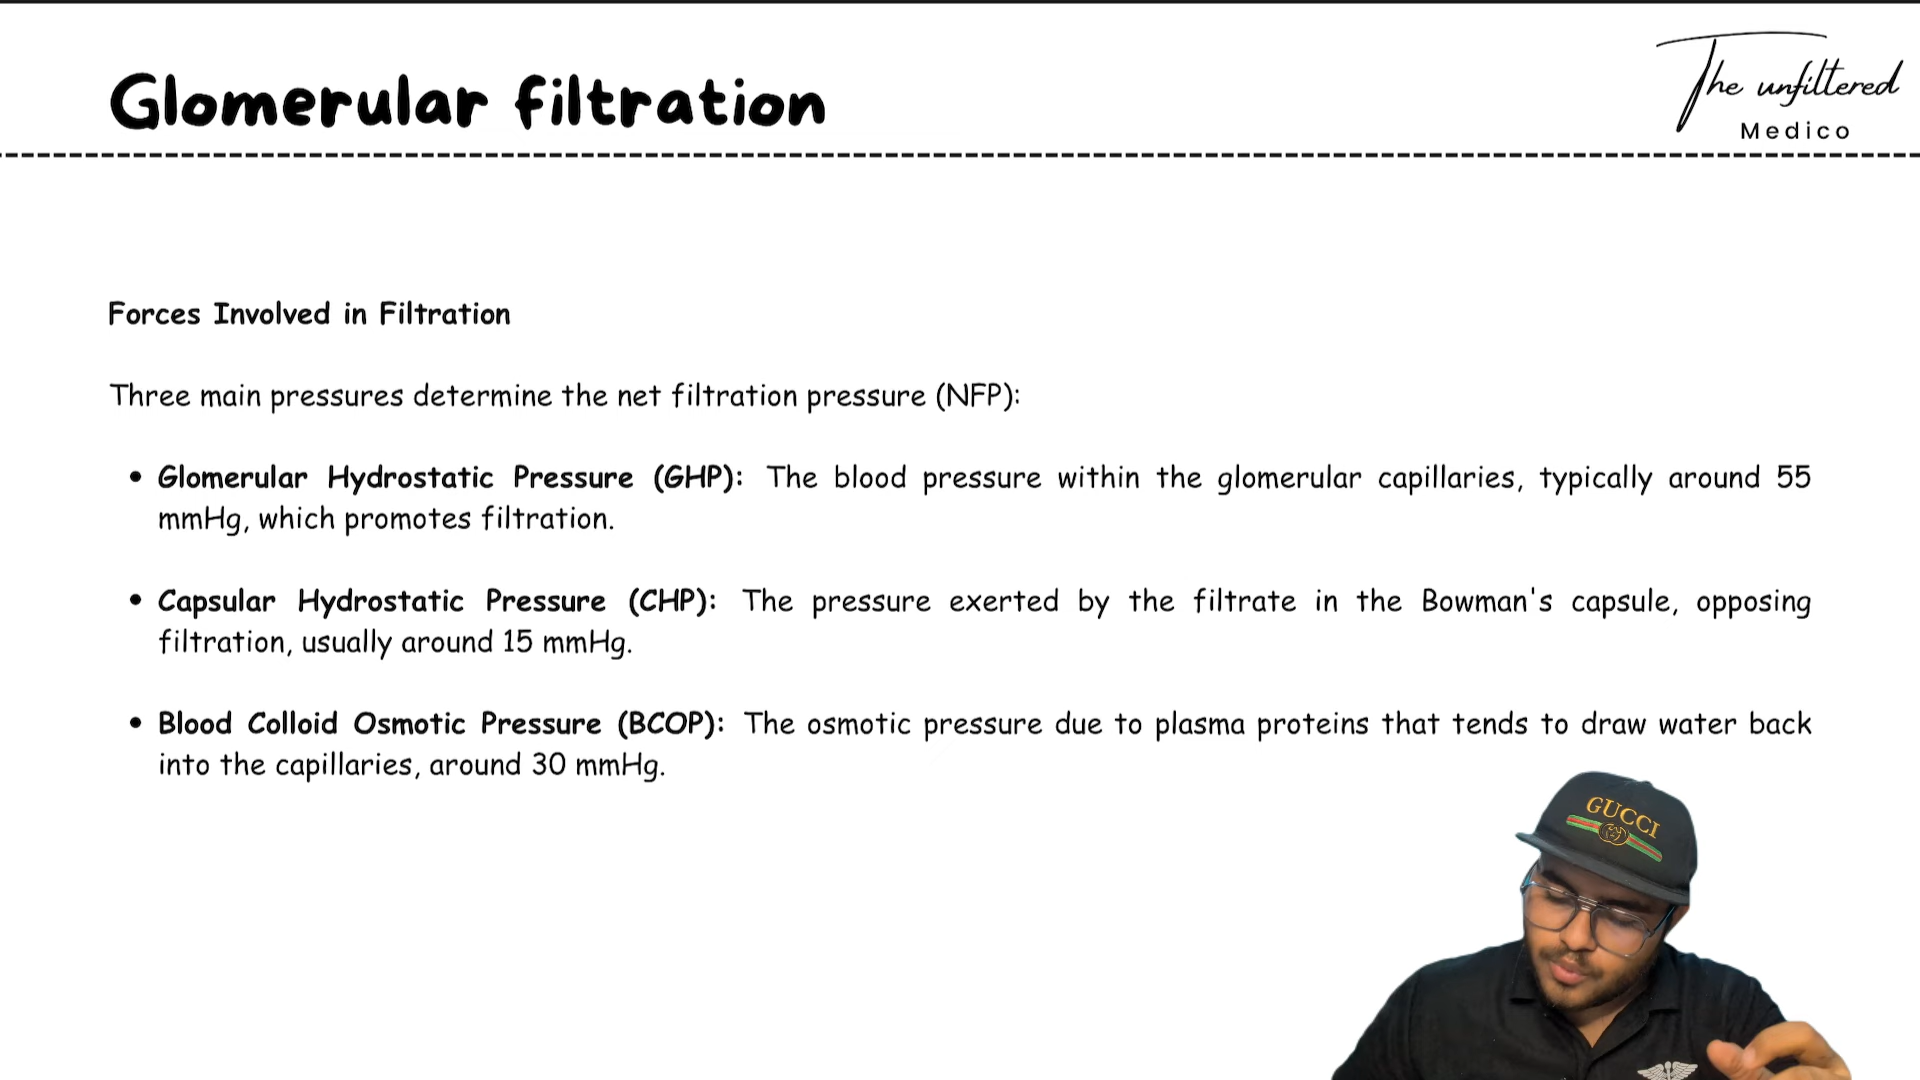 Glomerular filtration
The unfiltered
Medico
Forces Involved in Filtration
Three main pressures determine the net filtration pressure (NFP):
• Glomerular Hydrostatic Pressure (GHP): The blood pressure within the glomerular capillaries, typically around 55
mmHg, which promotes filtration.
• Capsular Hydrostatic Pressure (CHP): The pressure exerted by the filtrate in the Bowman's capsule, opposing
filtration, usually around 15 mmHg.
• Blood Colloid Osmotic Pressure (BCOP): The osmotic pressure due to plasma proteins that tends to draw water back
into the capillaries, around 30 mmHg.
GUCCI